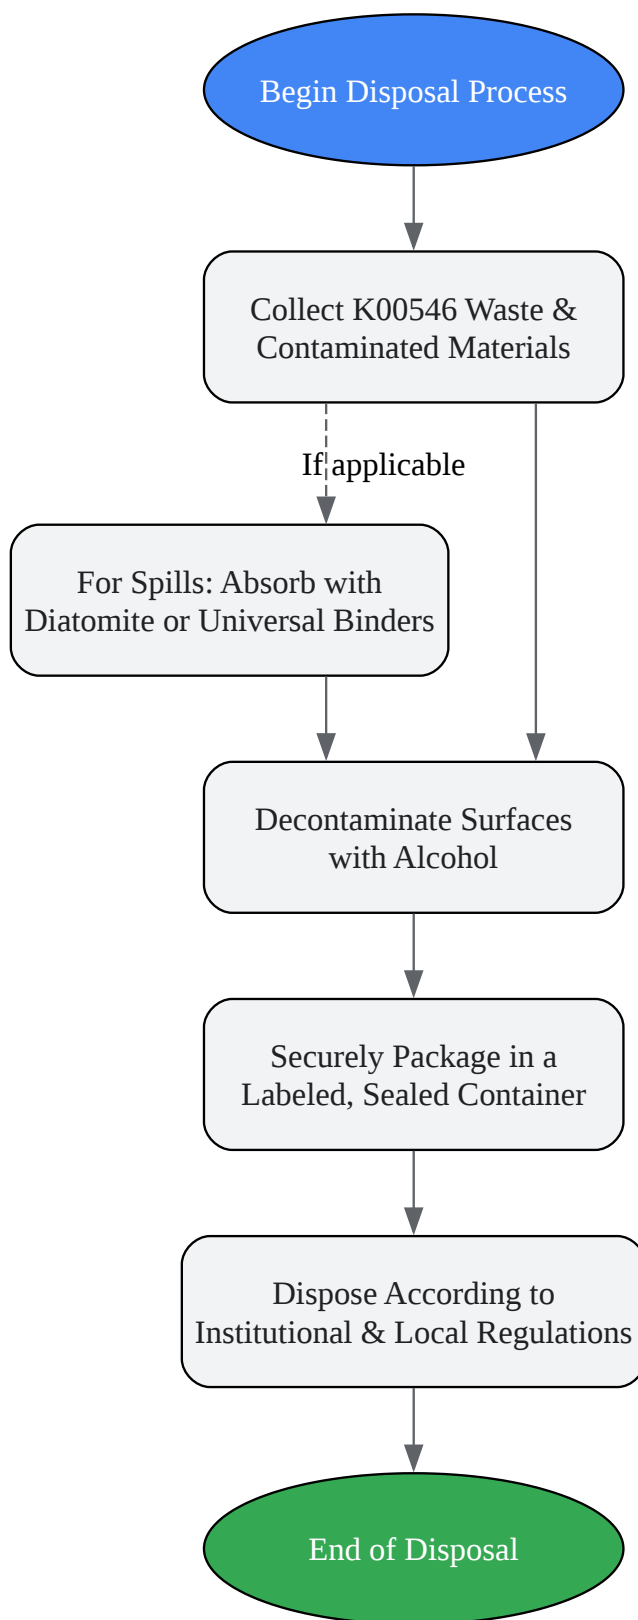 Begin Disposal Process
Collect K00546 Waste &
Contaminated Materials
If applicable
For Spills: Absorb with
Diatomite or Universal Binders
Decontaminate Surfaces
with Alcohol
Securely Package in a
Labeled, Sealed Container
Dispose According to
Institutional & Local Regulations
End of Disposal